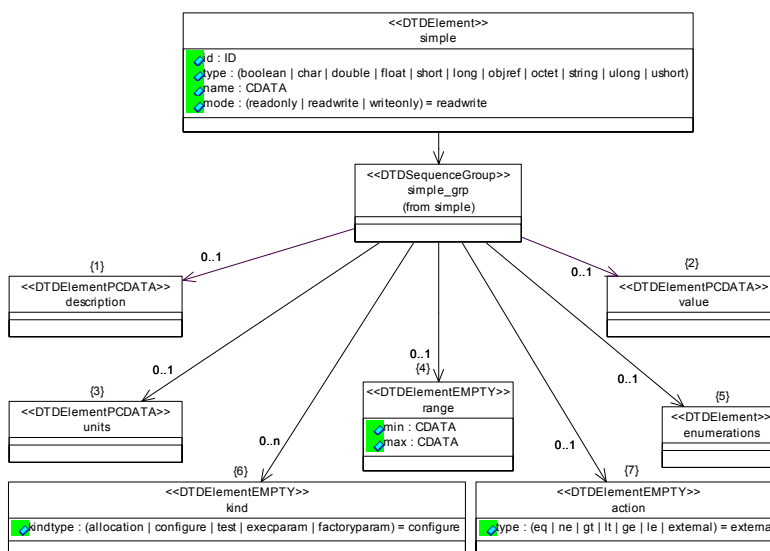 <<DTDElement>>
simple
id : ID
type : (boolean | char | double | float | short | long | objref | octet | string | ulong | ushort)
name : CDATA
mode : (readonly | readwrite | writeonly) = readwrite
<<DTDSequenceGroup>>
simple_grp
(from simple)
{1}
0..1
0..1
{2}
<<DTDElementPCDATA>>
description
<<DTDElementPCDATA>>
value
{3}
0..1
0..1
{4}
0..1
{5}
<<DTDElementPCDATA>>
units
<<DTDElementEMPTY>>
range
min : CDATA
max : CDATA
<<DTDElement>>
enumerations
{6}
0..n
0..1
{7}
<<DTDElementEMPTY>>
kind
kindtype : (allocation | configure | test | execparam | factoryparam) = configure
<<DTDElementEMPTY>>
action
type : (eq | ne | gt | lt | ge | le | external) = externa